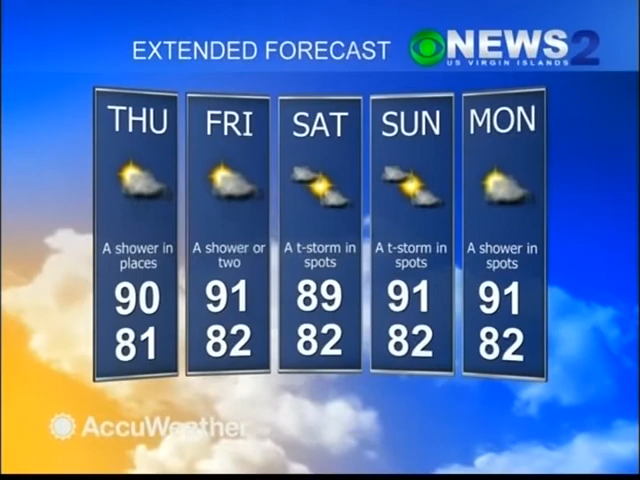 EXTENDED FORECAST
NEWS2
US VIRGIN ISLANDS
THU
A shower in
places
90
81
FRI
A shower or
two
91
82
SAT
A t-storm in
spots
89
82
SUN
A t-storm in
spots
91
82
MON
A shower in
spots
91
82
AccuWeather